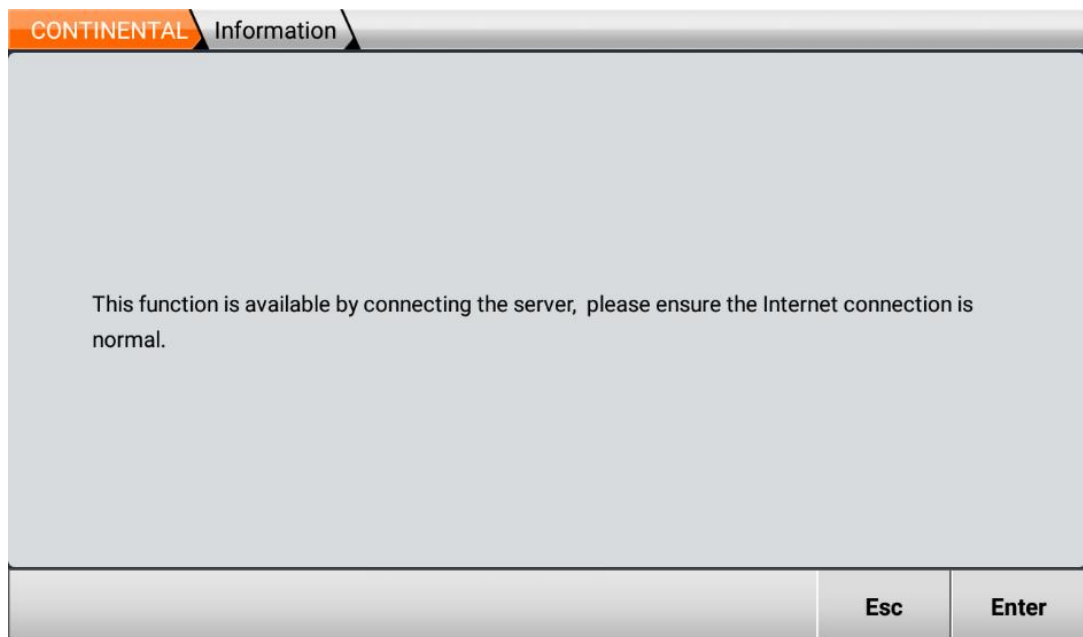 CONTINENTAL Information
This function is available by connecting the server, please ensure the Internet connection is
normal.
Esc Enter